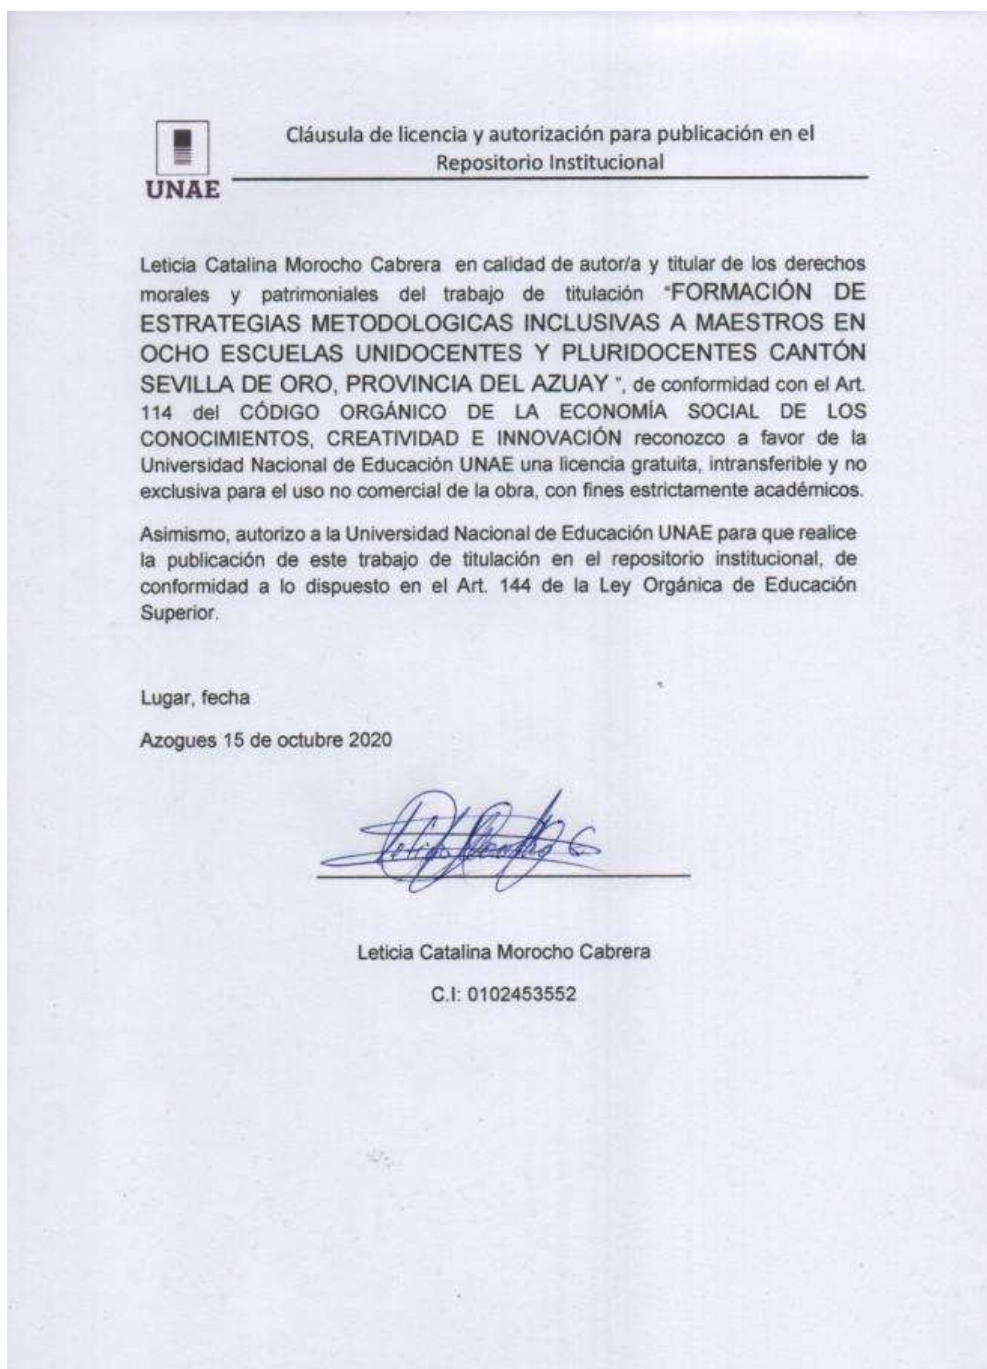 Cláusula de licencia y autorización para publicación en el
Repositorio Institucional
UNAE
Leticia Catalina Morocho Cabrera en calidad de autor/a y titular de los derechos
morales y patrimoniales del trabajo de titulación “FORMACIÓN DE
ESTRATEGIAS METODOLOGICAS INCLUSIVAS A MAESTROS EN
OCHO ESCUELAS UNIDOCENTES Y PLURIDOCENTES CANTÓN
SEVILLA DE ORO, PROVINCIA DEL AZUAY ”, de conformidad con el Art.
114 del CÓDIGO ORGÁNICO DE LA ECONOMÍA SOCIAL DE LOS
CONOCIMIENTOS, CREATIVIDAD E INNOVACIÓN reconozco a favor de la
Universidad Nacional de Educación UNAE una licencia gratuita, intransferible y no
exclusiva para el uso no comercial de la obra, con fines estrictamente académicos.
Asimismo, autorizo a la Universidad Nacional de Educación UNAE para que realice
la publicación de este trabajo de titulación en el repositorio institucional, de
conformidad a lo dispuesto en el Art. 144 de la Ley Orgánica de Educación
Superior.
Lugar, fecha
Azogues 15 de octubre 2020
Leticia Catalina Morocho Cabrera
C.I: 0102453552